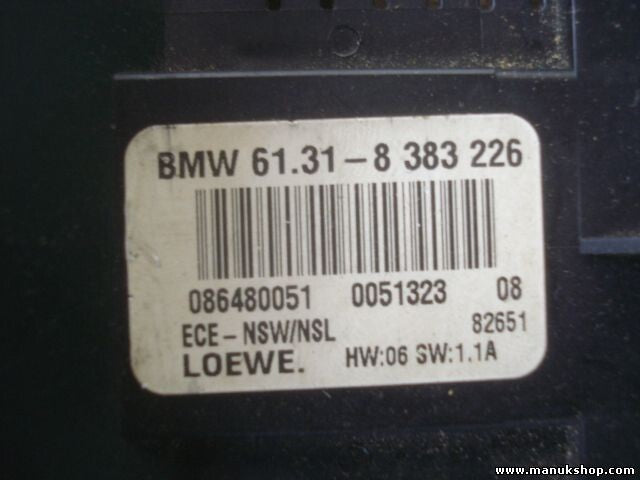 BMW 61.31-8 383 226
086480051 0051323 08
ECE-NSW/NSL 82651
LOEWE. HW:06 SW:1.1A
www.manukshop.com